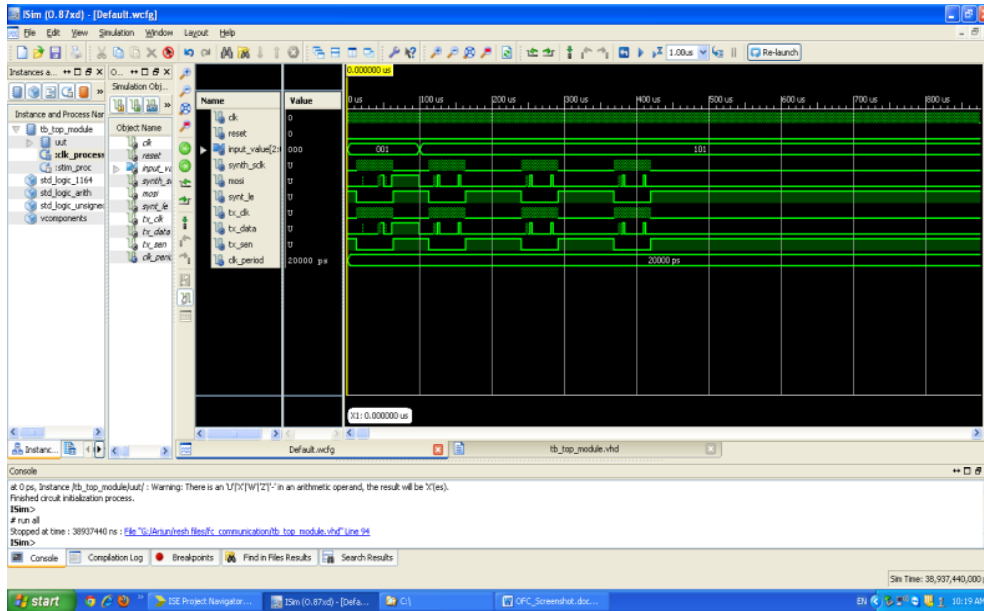 ISim (0.87xd) - [Default.wcfg]
File Edit View Simulation Window Layout Help
1.00us Re-launch
Instances a...
O...
Simulation Obj...
Instance and Process Nar
tb_top_module
uut
:clk_process
:stim_proc
std_logic_1164
std_logic_arith
std_logic_unsigne
vcomponents
Object Name
clk
reset
input_va
synth_s
mosi
synt_le
tx_clk
tx_data
tx_sen
clk_peric
Name Value
clk 0
reset 0
input_value[2:0 000
synth_sclk U
mosi U
synt_le U
tx_clk U
tx_data U
tx_sen U
clk_period 20000 ps
0.000000 us
0 us 100 us 200 us 300 us 400 us 500 us 600 us 700 us 800 us
001 101
20000 ps
X1: 0.000000 us
Instanc...
Default.wcfg
tb_top_module.vhd
Console
at 0 ps, Instance /tb_top_module/uut/ : Warning: There is an 'U'|'X'|'W'|'Z'|'-' in an arithmetic operand, the result will be 'X'(es).
Finished circuit initialization process.
ISim>
# run all
Stopped at time : 38937440 ns : File "G:/Arjun/resh files/fc_communication/tb_top_module.vhd" Line 94
ISim>
Console Compilation Log Breakpoints Find in Files Results Search Results
Sim Time: 38,937,440,000
start
ISE Project Navigator...
ISim (0.87xd) - [Defa...
C:\
OFC_Screenshot.doc...
EN
10:19 AM